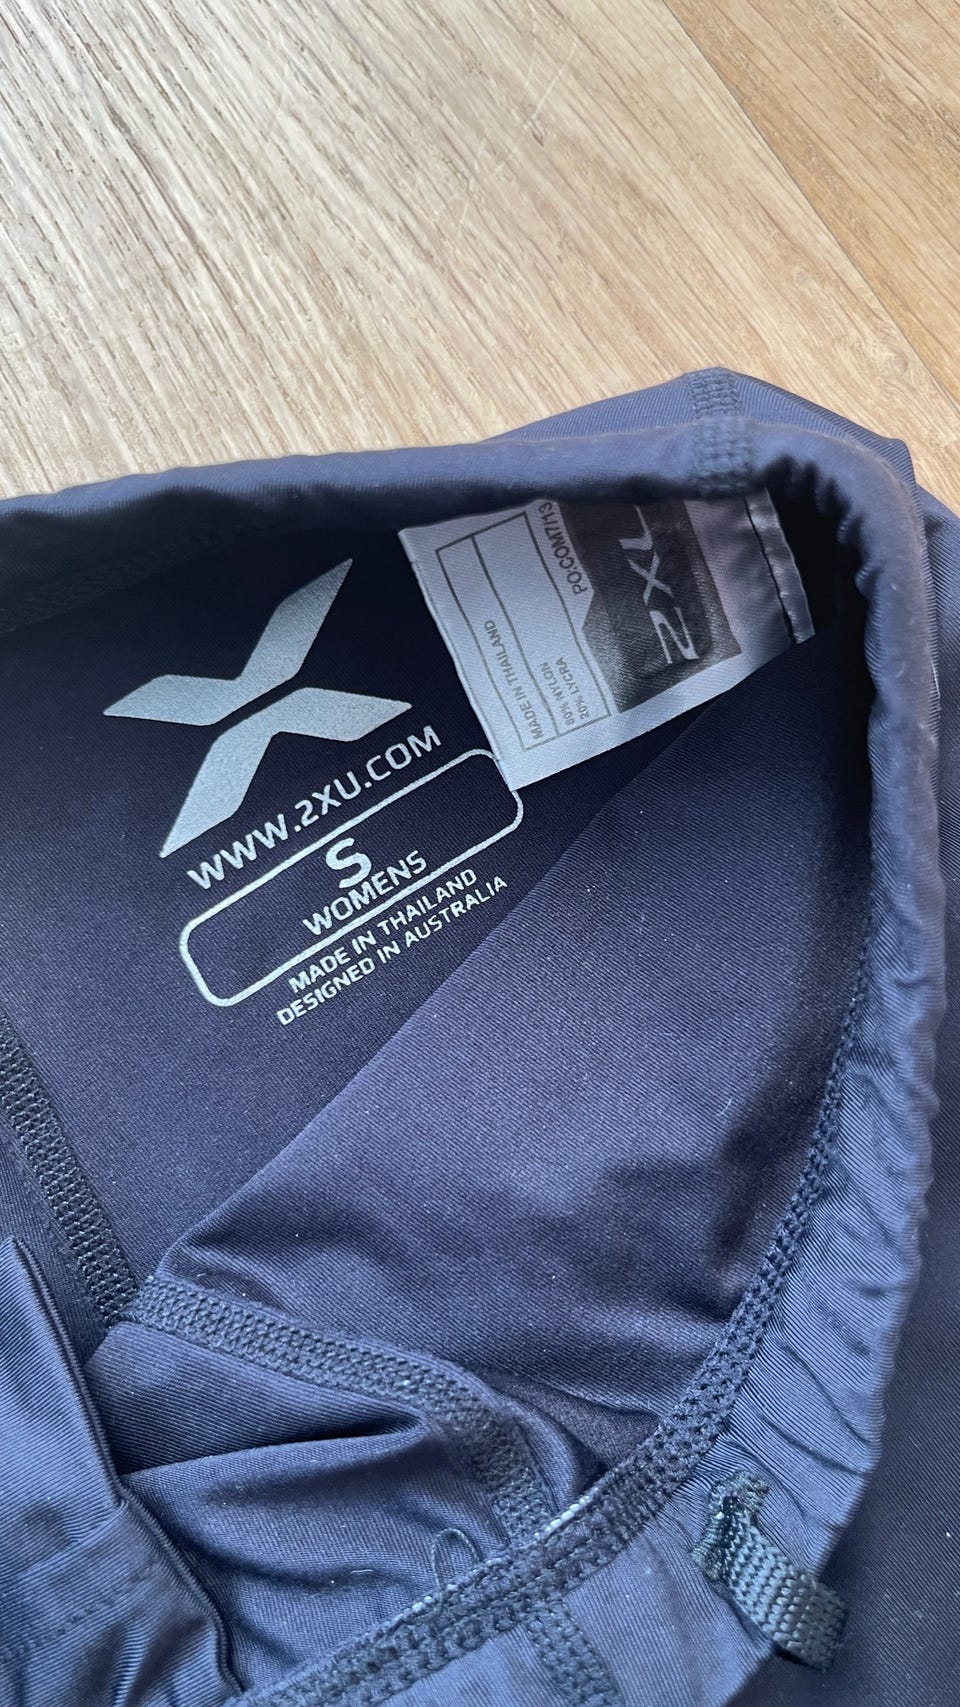 WWW.2XU.COM
S
WOMENS
MADE IN THAILAND
DESIGNED IN AUSTRALIA
2XU
PO.COM7/13
MADE IN THAILAND
80% NYLON
20% LYCRA